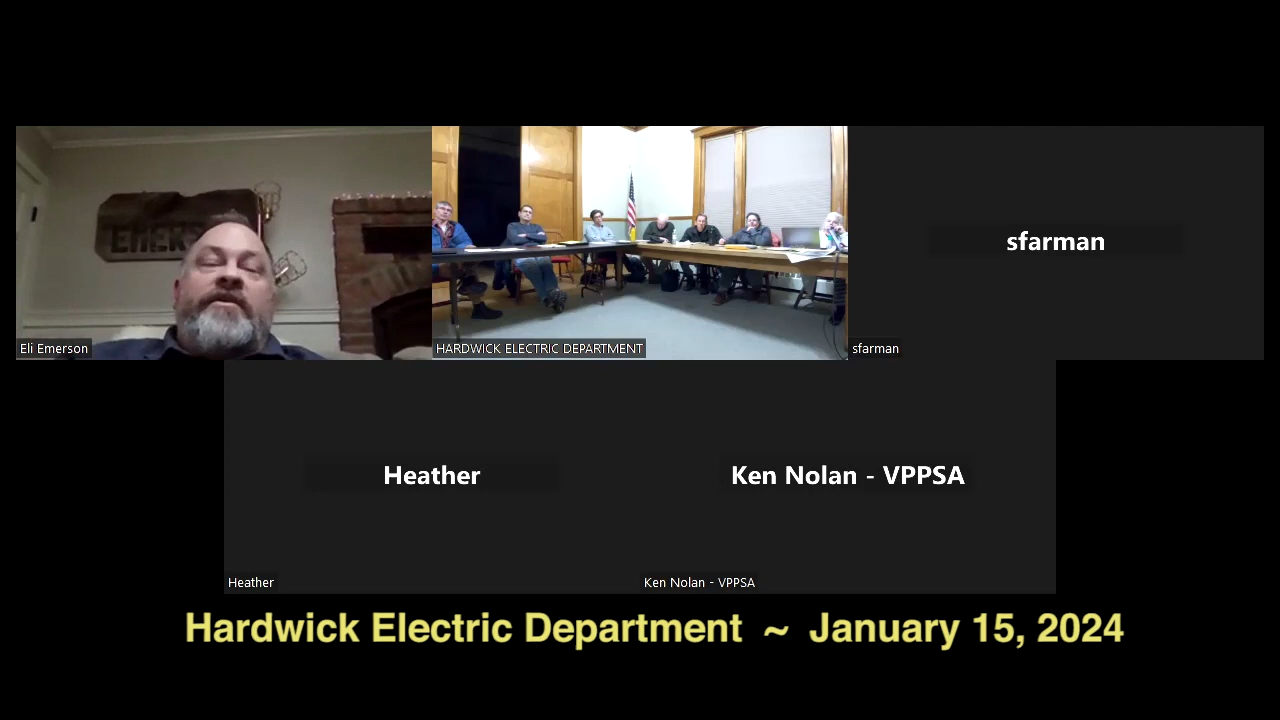 EMERS
sfarman
Eli Emerson
HARDWICK ELECTRIC DEPARTMENT
sfarman
Heather
Ken Nolan - VPPSA
Heather
Ken Nolan - VPPSA
Hardwick Electric Department ~ January 15, 2024